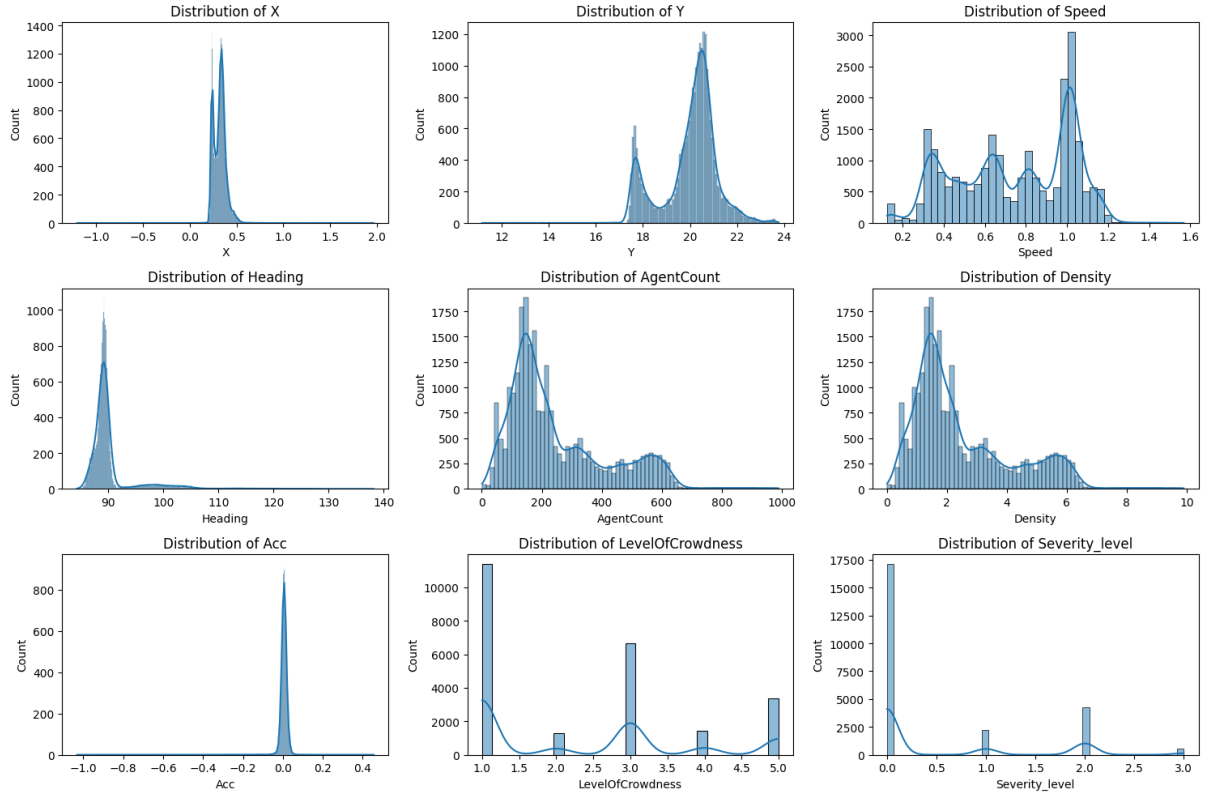 Distribution of X
1400
1200
1000
800
600
400
200
0
Count
-1.0 -0.5 0.0 0.5 1.0 1.5 2.0
X
Distribution of Y
1200
1000
800
600
400
200
0
Count
12 14 16 18 20 22 24
Y
Distribution of Speed
3000
2500
2000
1500
1000
500
0
Count
0.2 0.4 0.6 0.8 1.0 1.2 1.4 1.6
Speed
Distribution of Heading
1000
800
600
400
200
0
Count
90 100 110 120 130 140
Heading
Distribution of AgentCount
1750
1500
1250
1000
750
500
250
0
Count
0 200 400 600 800 1000
AgentCount
Distribution of Density
1750
1500
1250
1000
750
500
250
0
Count
0 2 4 6 8 10
Density
Distribution of Acc
800
600
400
200
0
Count
-1.0 -0.8 -0.6 -0.4 -0.2 0.0 0.2 0.4
Acc
Distribution of LevelOfCrowdness
10000
8000
6000
4000
2000
0
Count
1.0 1.5 2.0 2.5 3.0 3.5 4.0 4.5 5.0
LevelOfCrowdness
Distribution of Severity_level
17500
15000
12500
10000
7500
5000
2500
0
Count
0.0 0.5 1.0 1.5 2.0 2.5 3.0
Severity_level